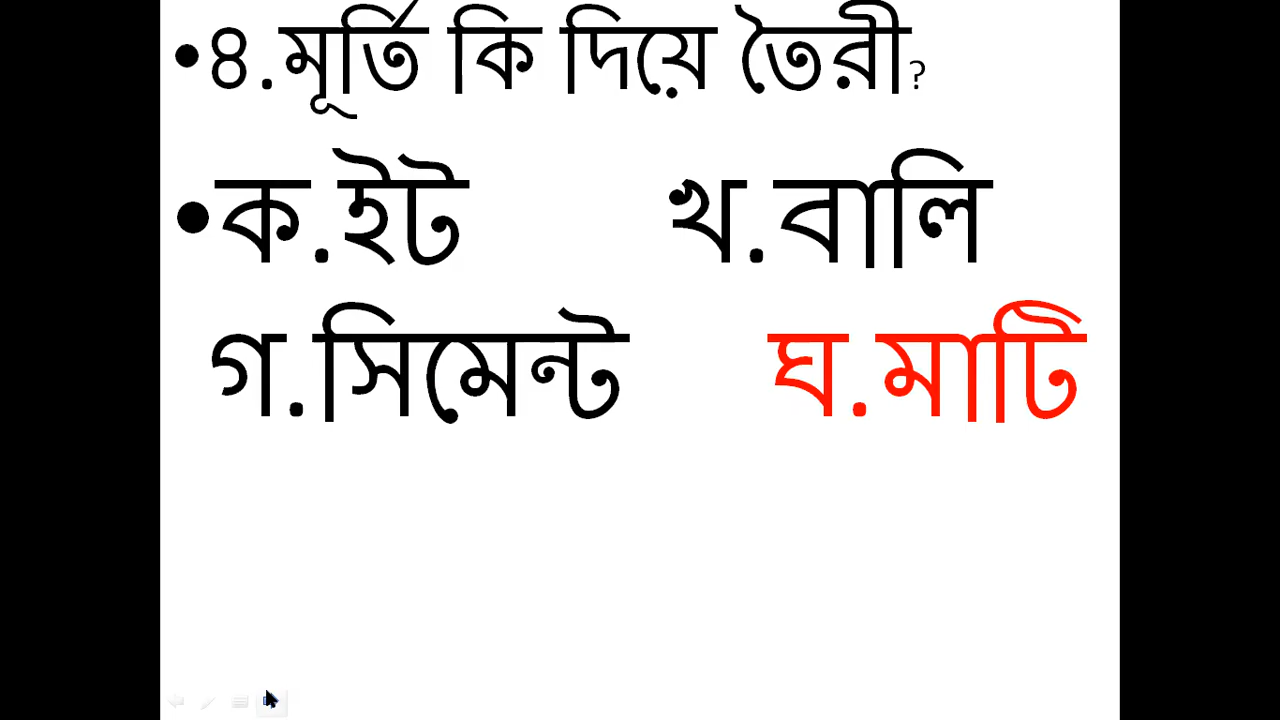 •৪.মূর্তি কি দিয়ে তৈরী?
•ক.ইট খ.বালি
গ.সিমেন্ট ঘ.মাটি